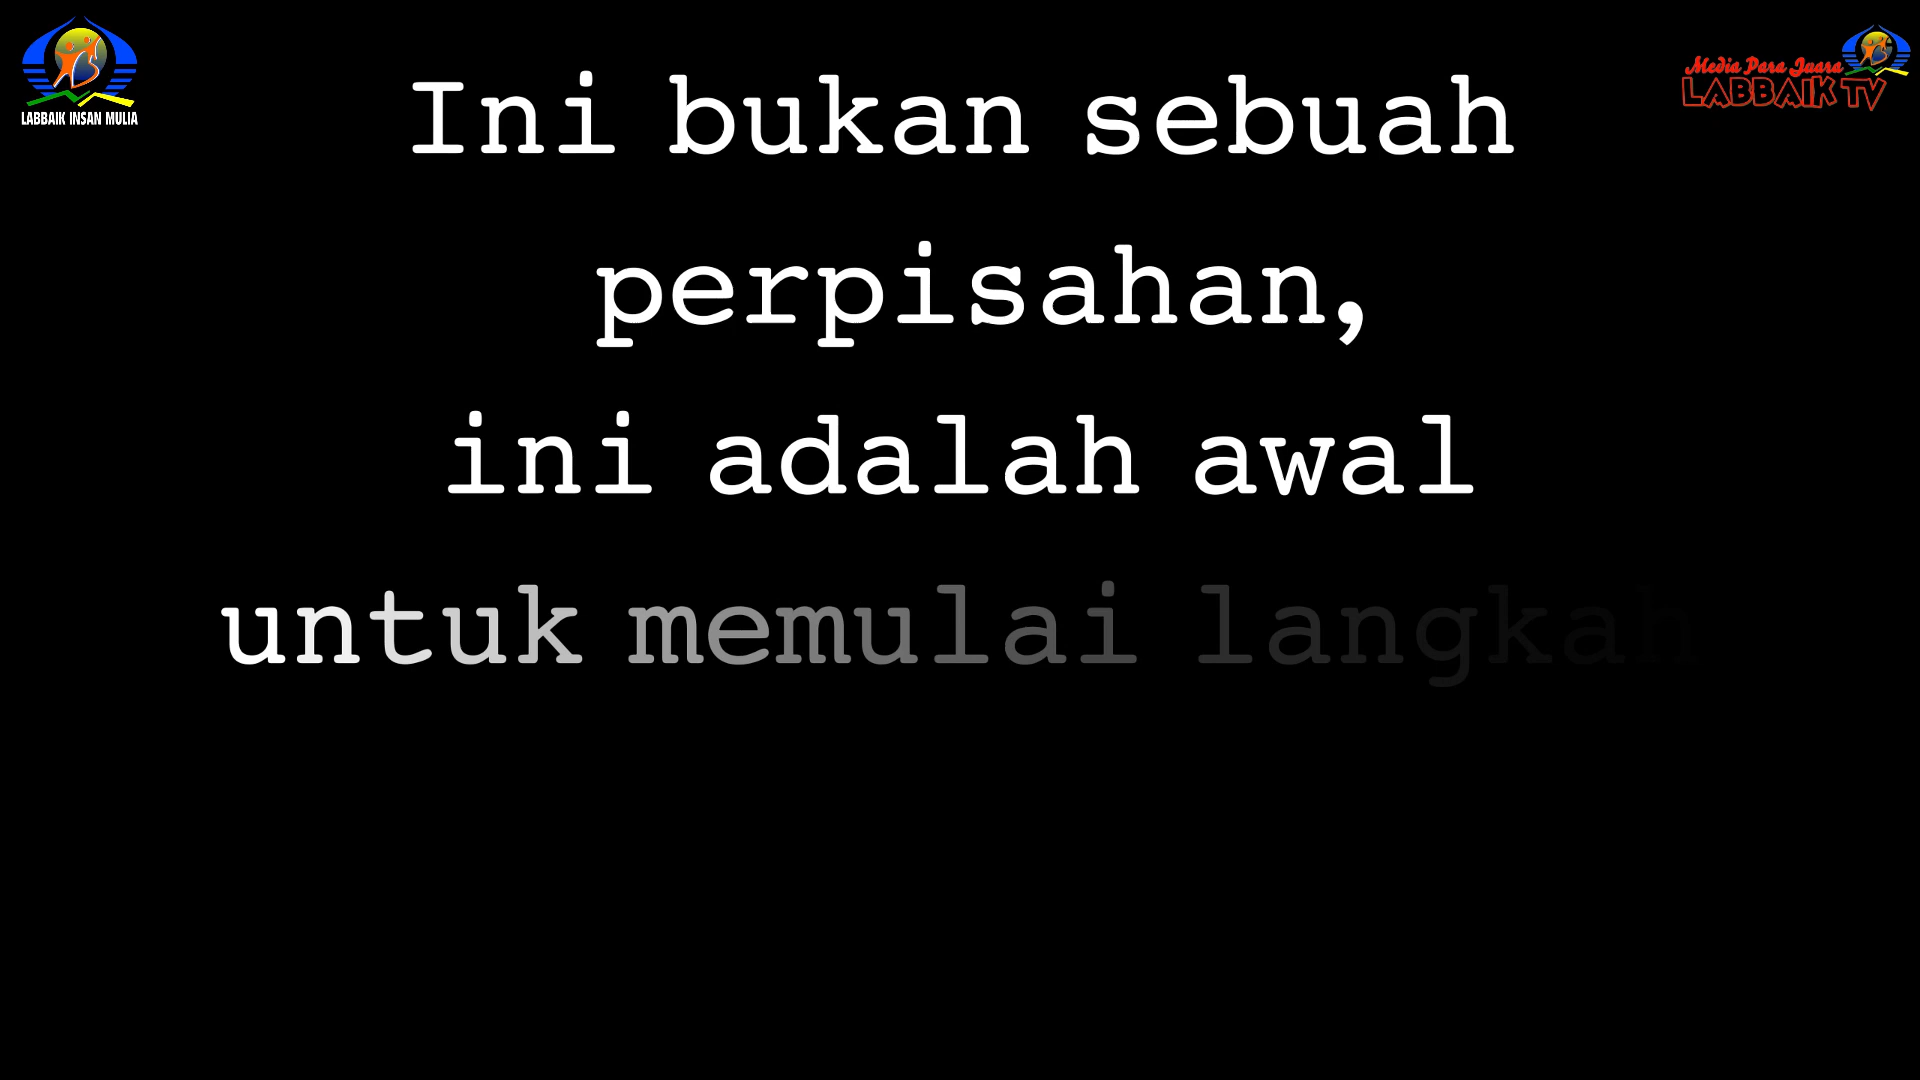 LABBAIK INSAN MULIA
Media Para Juara
LABBAIK TV
Ini bukan sebuah
perpisahan,
ini adalah awal
untuk memulai langkah